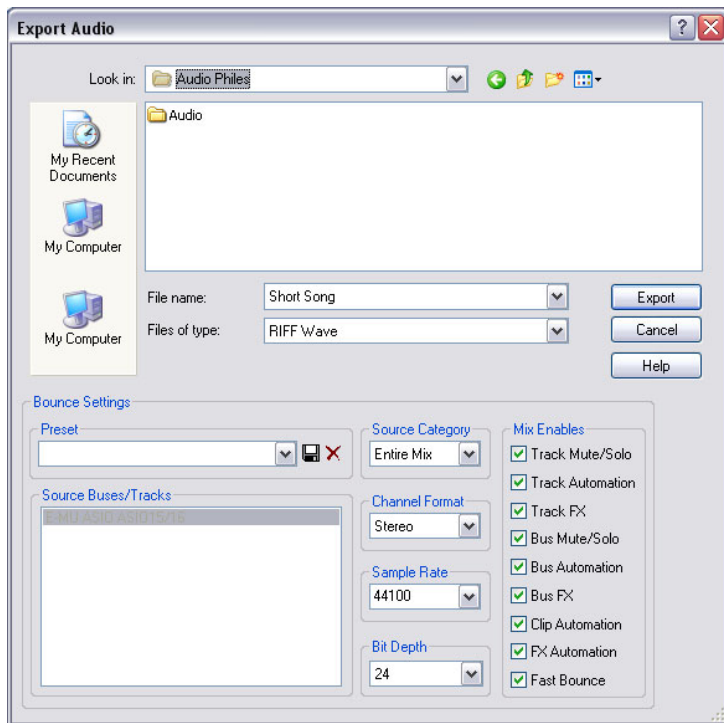 Export Audio
Look in: Audio Philes
Audio
My Recent
Documents
My Computer
My Computer
File name: Short Song
Files of type: RIFF Wave
Export
Cancel
Help
Bounce Settings
Preset
Source Buses/Tracks
E-MU ASIO ASIO15/16
Source Category
Entire Mix
Channel Format
Stereo
Sample Rate
44100
Bit Depth
24
Mix Enables
Track Mute/Solo
Track Automation
Track FX
Bus Mute/Solo
Bus Automation
Bus FX
Clip Automation
FX Automation
Fast Bounce